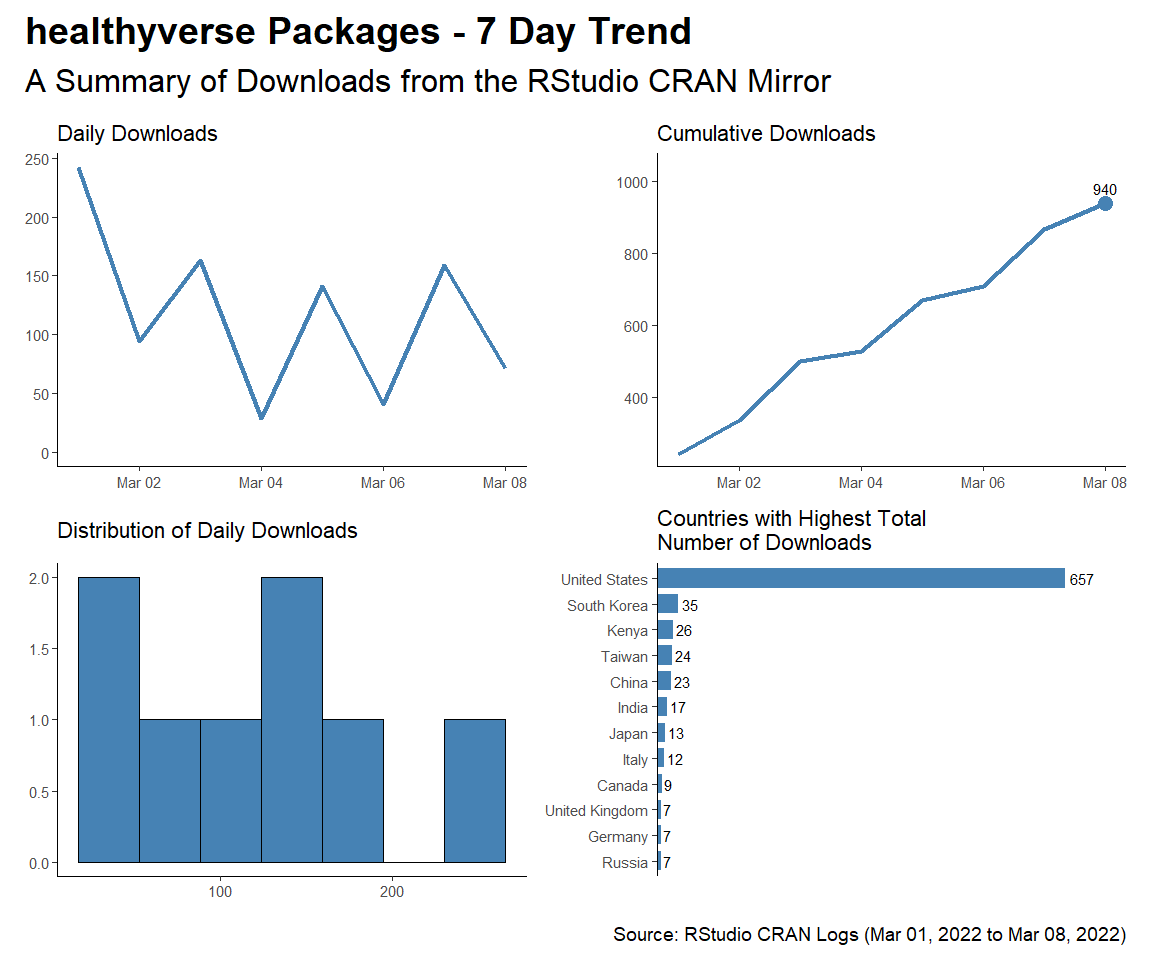 healthyverse Packages - 7 Day Trend
A Summary of Downloads from the RStudio CRAN Mirror
Daily Downloads
250
200
150
100
50
0
Mar 02 Mar 04 Mar 06 Mar 08
Cumulative Downloads
1000
800
600
400
940
Mar 02 Mar 04 Mar 06 Mar 08
Distribution of Daily Downloads
2.0
1.5
1.0
0.5
0.0
100 200
Countries with Highest Total
Number of Downloads
United States 657
South Korea 35
Kenya 26
Taiwan 24
China 23
India 17
Japan 13
Italy 12
Canada 9
United Kingdom 7
Germany 7
Russia 7
Source: RStudio CRAN Logs (Mar 01, 2022 to Mar 08, 2022)